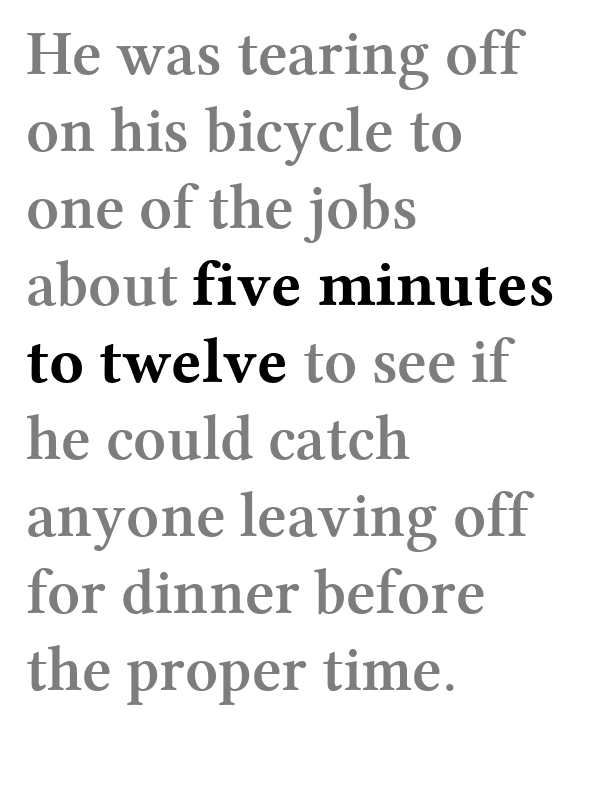 He was tearing off
on his bicycle to
one of the jobs
about five minutes
to twelve to see if
he could catch
anyone leaving off
for dinner before
the proper time.